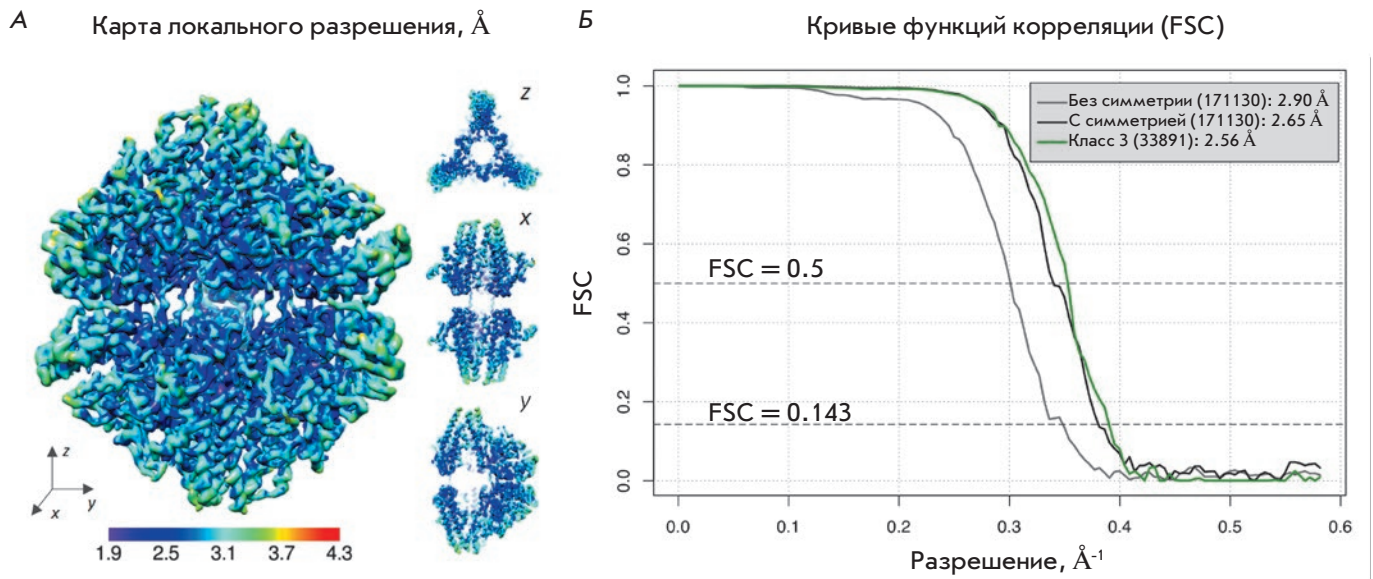 А
Карта локального разрешения, Å
z
x
y
z
y
x
1.9 2.5 3.1 3.7 4.3
Б
Кривые функций корреляции (FSC)
Без симметрии (171130): 2.90 Å
С симметрией (171130): 2.65 Å
Класс 3 (33891): 2.56 Å
FSC
1.0
0.8
0.6
0.4
0.2
0.0
FSC = 0.5
FSC = 0.143
0.0 0.1 0.2 0.3 0.4 0.5 0.6
Разрешение, Å⁻¹